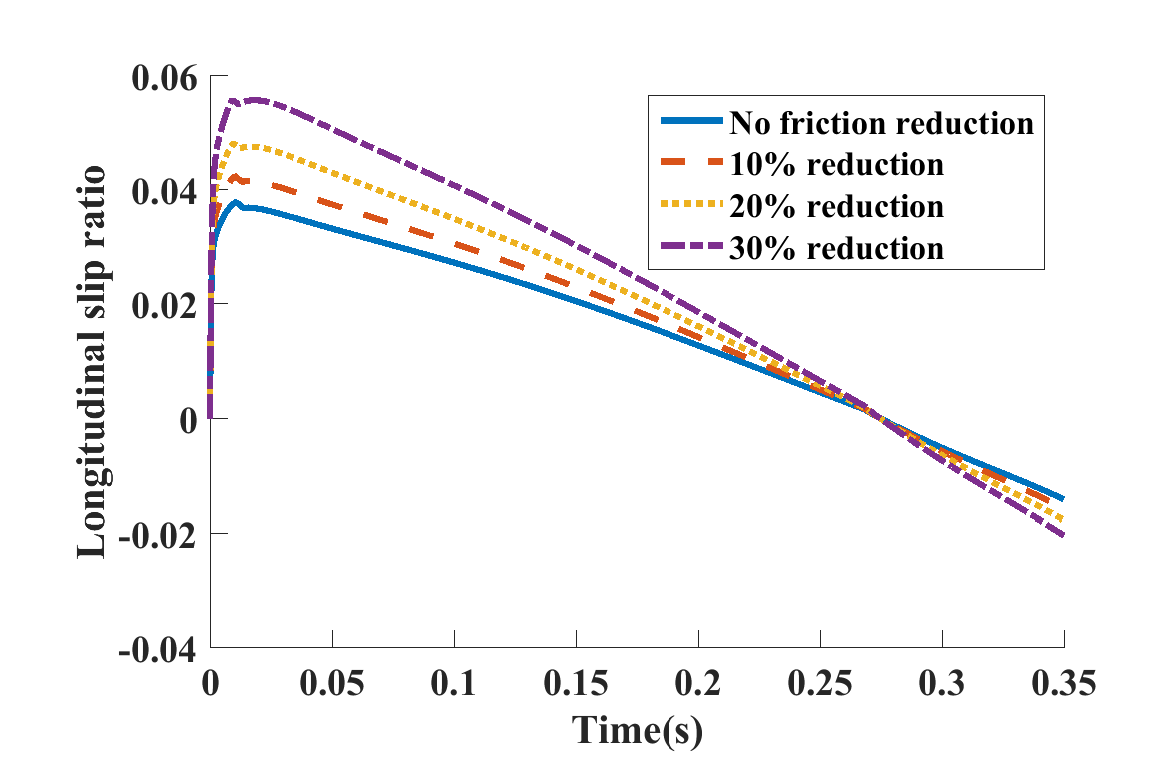 0.06
0.04
0.02
0
-0.02
-0.04
Longitudinal slip ratio
No friction reduction
10% reduction
20% reduction
30% reduction
0 0.05 0.1 0.15 0.2 0.25 0.3 0.35
Time(s)